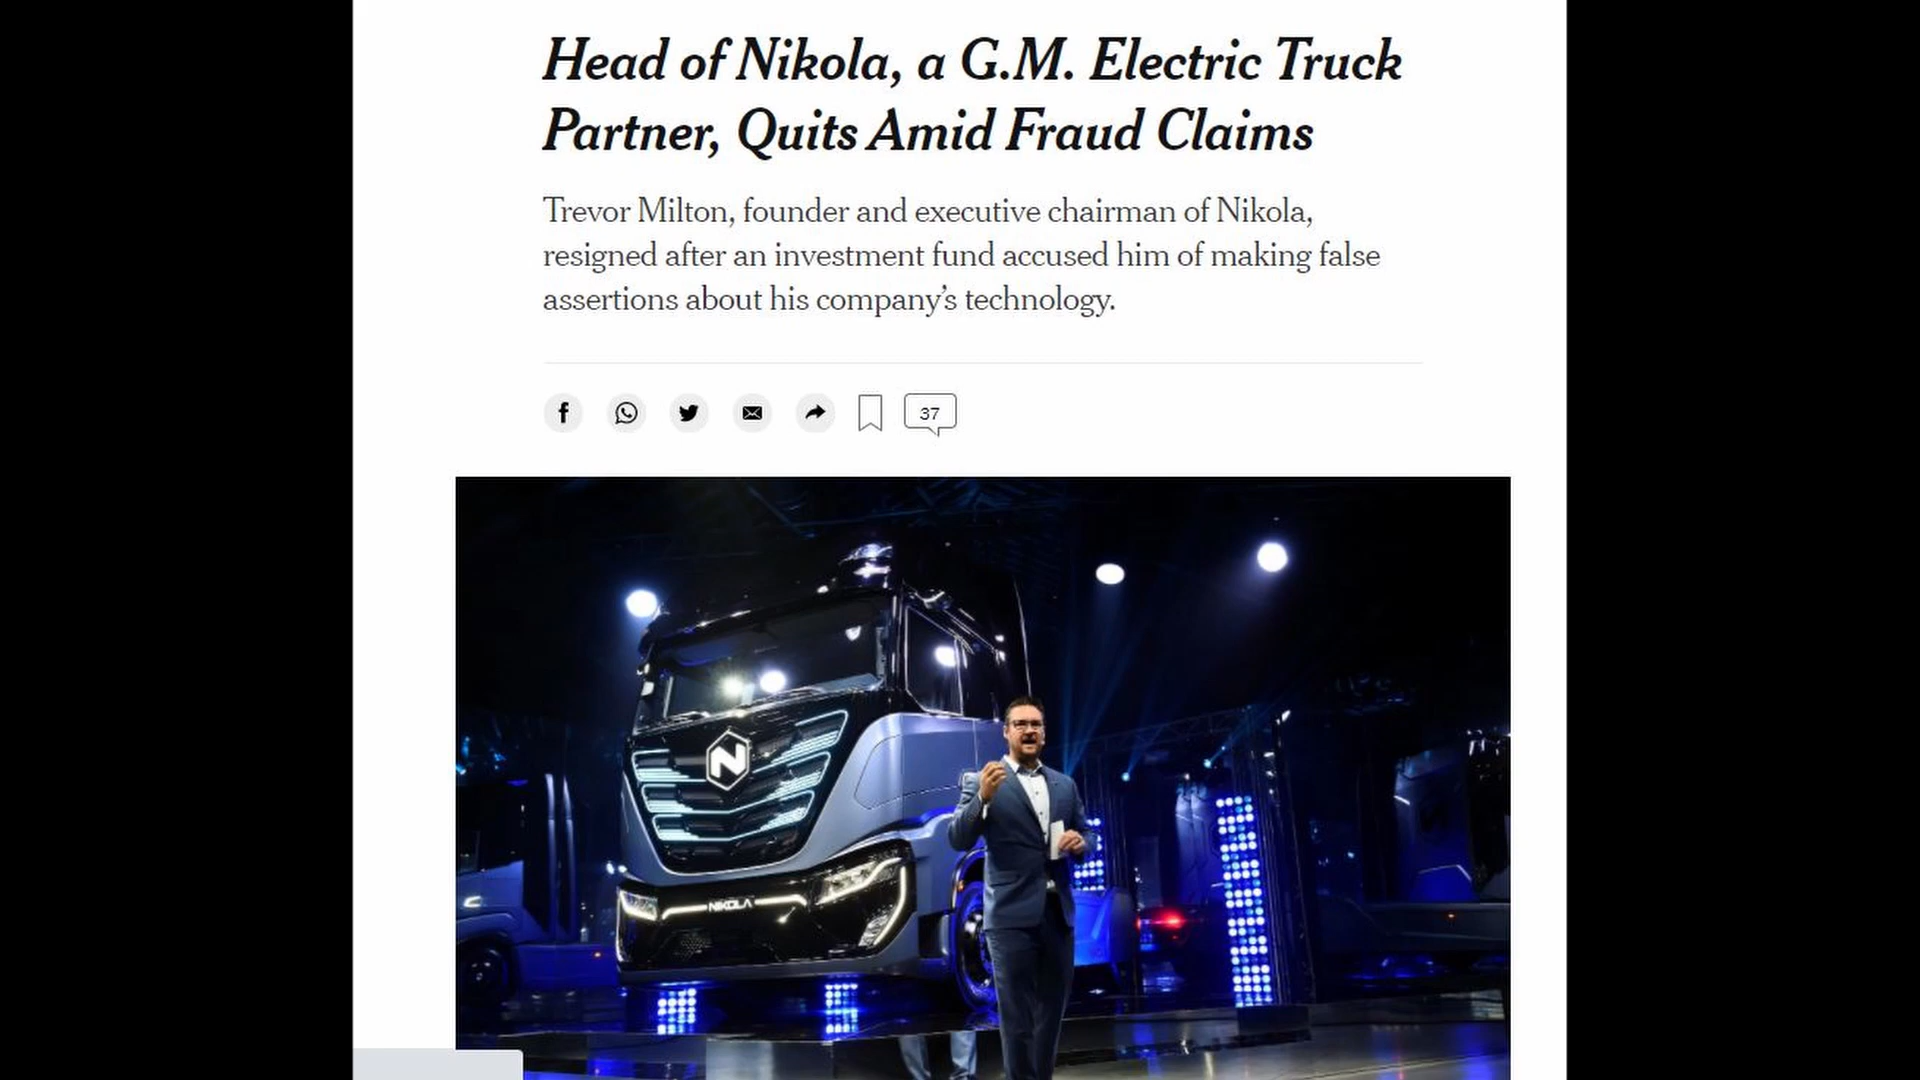 Head of Nikola, a G.M. Electric Truck
Partner, Quits Amid Fraud Claims
Trevor Milton, founder and executive chairman of Nikola,
resigned after an investment fund accused him of making false
assertions about his company’s technology.
37
N
NIKOLA